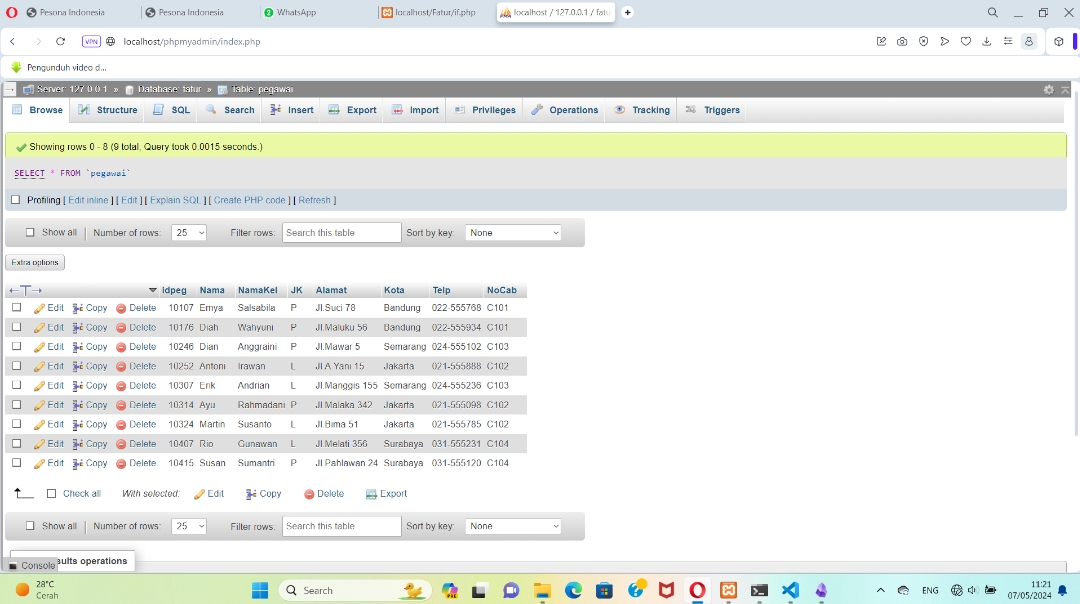 Pesona Indonesia Pesona Indonesia WhatsApp localhost/Fatur/if.php localhost / 127.0.0.1 / fatu
VPN localhost/phpmyadmin/index.php
Pengunduh video d...
Server: 127.0.0.1 » Database: fatur » Table: pegawai
Browse Structure SQL Search Insert Export Import Privileges Operations Tracking Triggers
Showing rows 0 - 8 (9 total, Query took 0.0015 seconds.)
SELECT * FROM `pegawai`
Profiling [ Edit inline ] [ Edit ] [ Explain SQL ] [ Create PHP code ] [ Refresh ]
Show all Number of rows: 25 Filter rows: Search this table Sort by key: None
Extra options
←T→ idpeg Nama NamaKel JK Alamat Kota Telp NoCab
Edit Copy Delete 10107 Emya Salsabila P Jl.Suci 78 Bandung 022-555768 C101
Edit Copy Delete 10176 Diah Wahyuni P Jl.Maluku 56 Bandung 022-555934 C101
Edit Copy Delete 10246 Dian Anggraini P Jl.Mawar 5 Semarang 024-555102 C103
Edit Copy Delete 10252 Antoni Irawan L Jl.A.Yani 15 Jakarta 021-555888 C102
Edit Copy Delete 10307 Erik Andrian L Jl.Manggis 155 Semarang 024-555236 C103
Edit Copy Delete 10314 Ayu Rahmadani P Jl.Malaka 342 Jakarta 021-555098 C102
Edit Copy Delete 10324 Martin Susanto L Jl.Bima 51 Jakarta 021-555785 C102
Edit Copy Delete 10407 Rio Gunawan L Jl.Melati 356 Surabaya 031-555231 C104
Edit Copy Delete 10415 Susan Sumantri P Jl.Pahlawan 24 Surabaya 031-555120 C104
Check all With selected: Edit Copy Delete Export
Show all Number of rows: 25 Filter rows: Search this table Sort by key: None
Console sults operations
28°C
Cerah
Search
ENG
11:21
07/05/2024